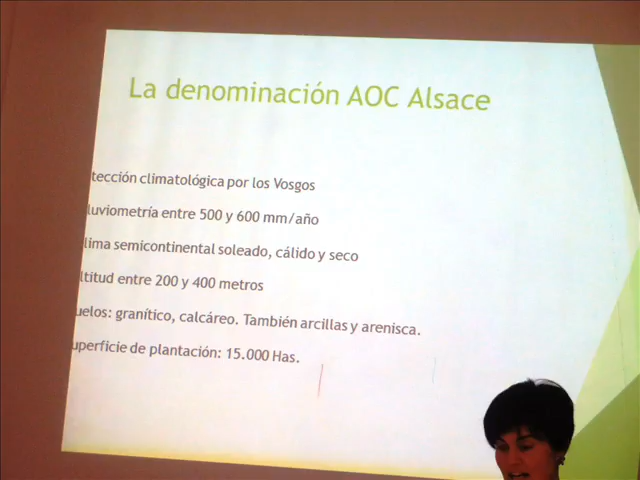 La denominación AOC Alsace
tección climatológica por los Vosgos
luviometría entre 500 y 600 mm/año
lima semicontinental soleado, cálido y seco
ltitud entre 200 y 400 metros
uelos: granítico, calcáreo. También arcillas y arenisca.
uperficie de plantación: 15.000 Has.